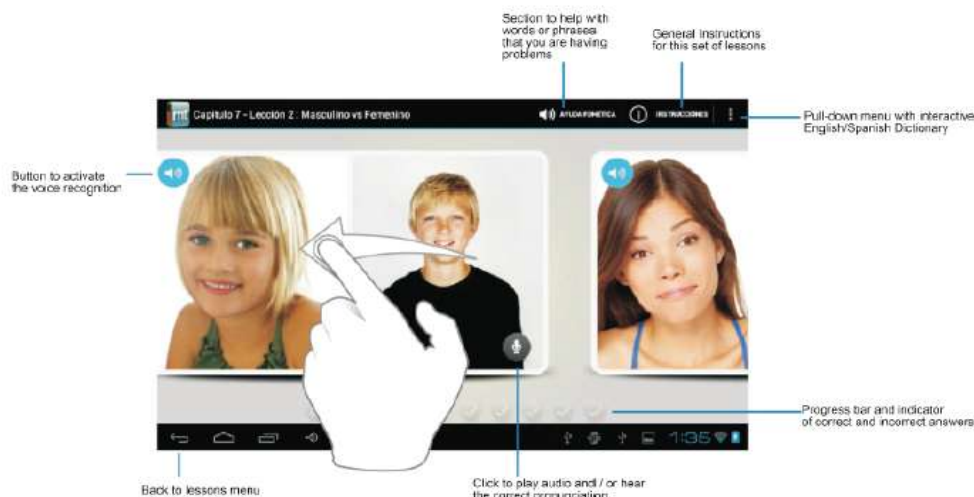 Section to help with
words or phrases
that you are having
problems
General Instructions
for this set of lessons
mt
Capítulo 7 - Lección 2 : Masculino vs Femenino
AYUDA FONETICA
INSTRUCCIONES
Pull-down menu with interactive
English/Spanish Dictionary
Button to activate
the voice recognition
Progress bar and indicator
of correct and incorrect answers
1:35
Back to lessons menu
Click to play audio and / or hear
the correct pronunciation